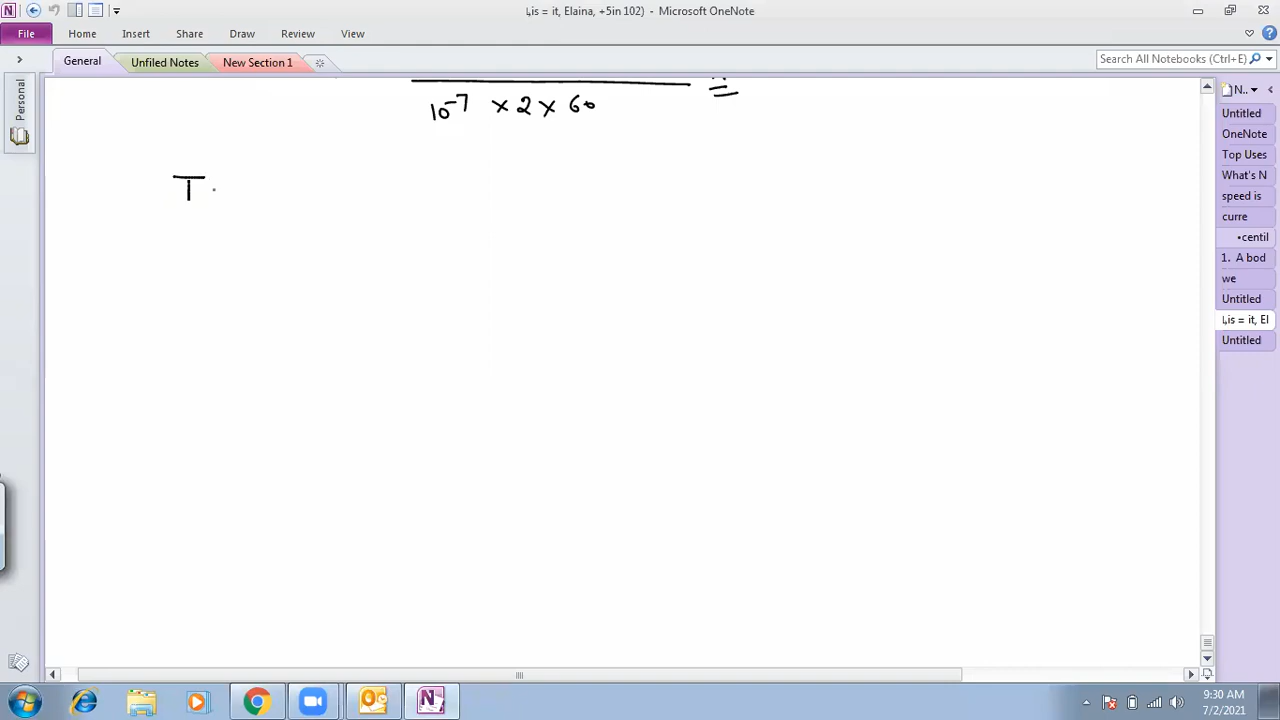 ᶩis = it, Elaina, +5in 102) - Microsoft OneNote
File Home Insert Share Draw Review View
General Unfiled Notes New Section 1
Search All Notebooks (Ctrl+E)
Personal
N..
Untitled
OneNote
Top Uses
What's N
speed is
curre
•centil
1. A bod
we
Untitled
ᶩis = it, El
Untitled
10⁻⁷ × 2 × 60
T
9:30 AM
7/2/2021